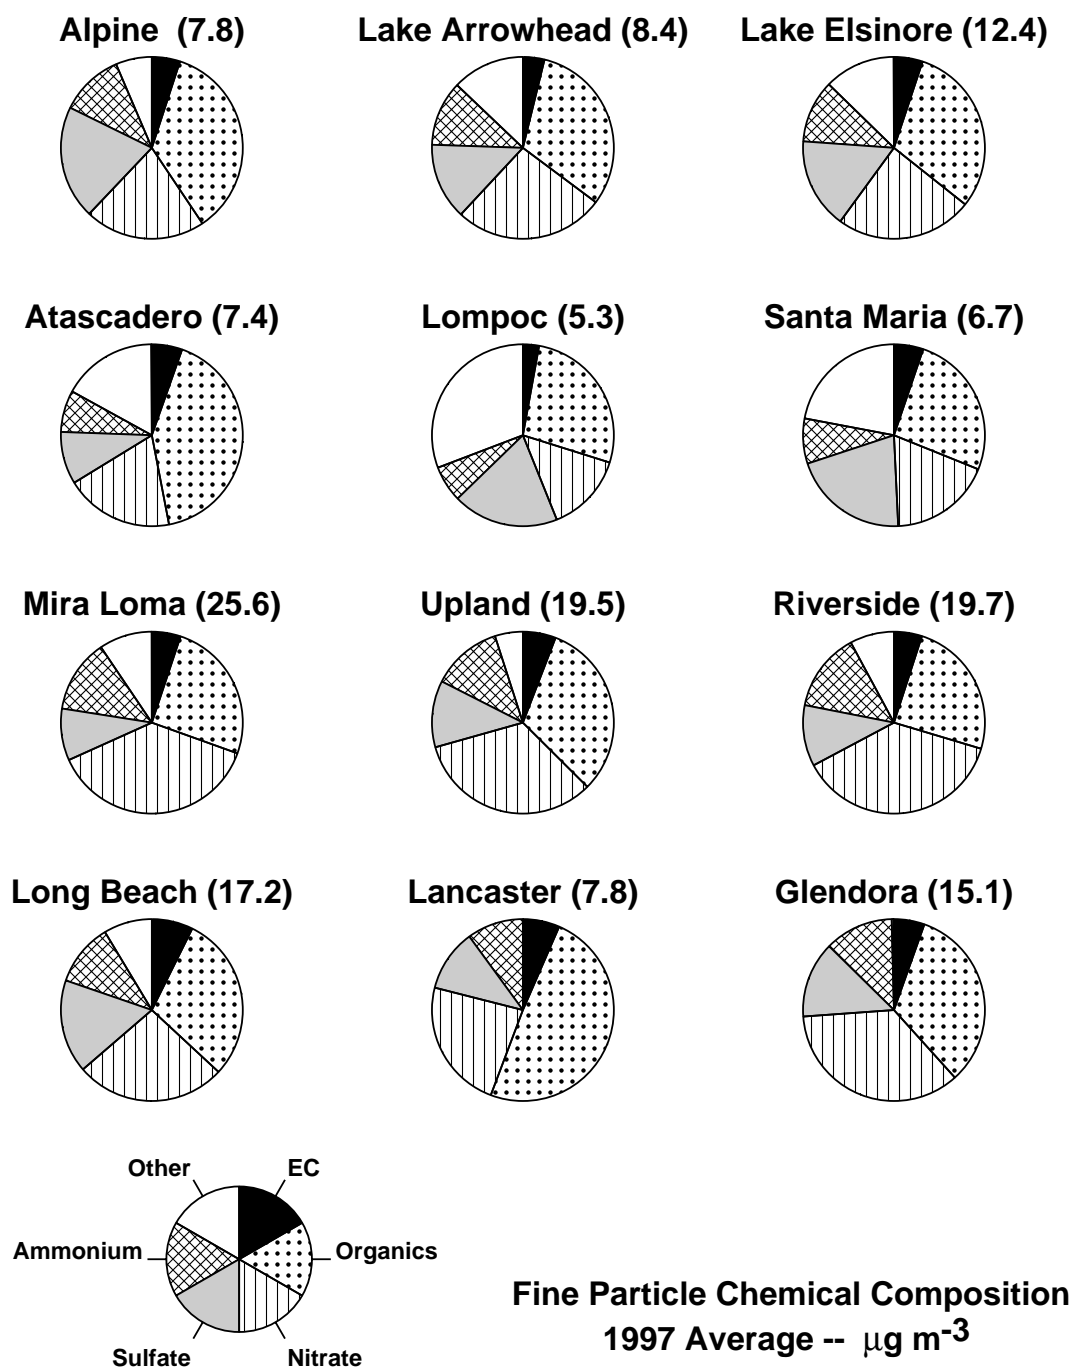 Alpine (7.8)
Lake Arrowhead (8.4)
Lake Elsinore (12.4)
Atascadero (7.4)
Lompoc (5.3)
Santa Maria (6.7)
Mira Loma (25.6)
Upland (19.5)
Riverside (19.7)
Long Beach (17.2)
Lancaster (7.8)
Glendora (15.1)
Other
EC
Ammonium
Organics
Sulfate
Nitrate
Fine Particle Chemical Composition
1997 Average -- μg m-3